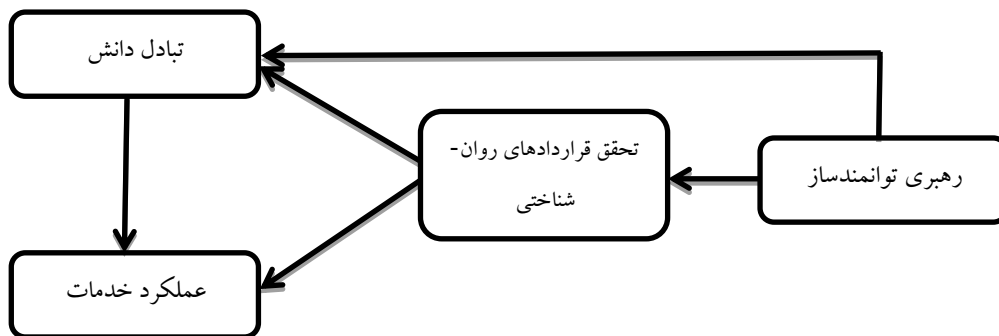 تبادل دانش
تحقق قراردادهای روان-
شناختی
رهبری توانمندساز
عملکرد خدمات